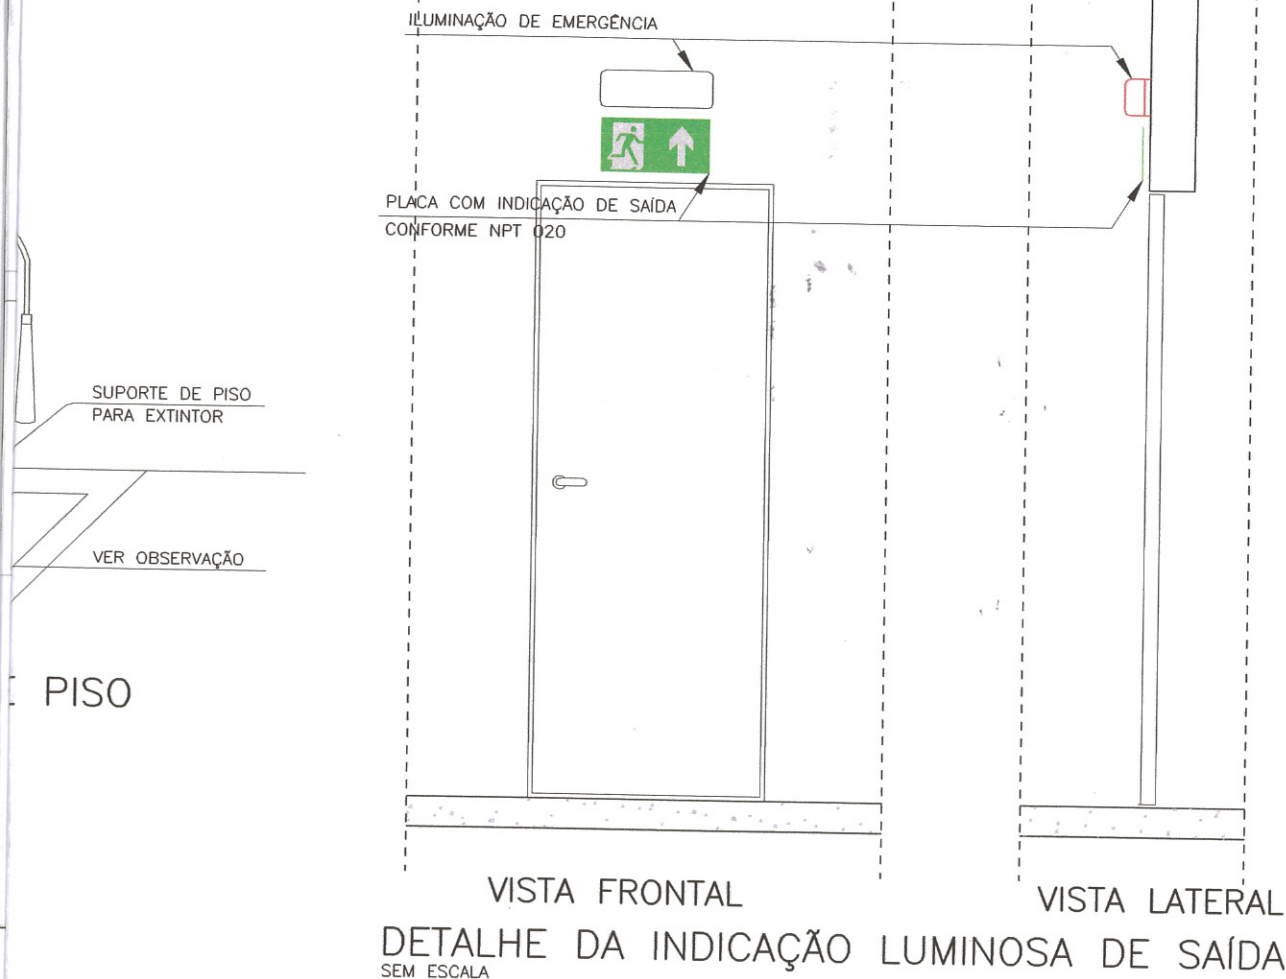 ILUMINAÇÃO DE EMERGÊNCIA
PLACA COM INDICAÇÃO DE SAÍDA
CONFORME NPT 020
SUPORTE DE PISO
PARA EXTINTOR
VER OBSERVAÇÃO
PISO
VISTA FRONTAL
VISTA LATERAL
DETALHE DA INDICAÇÃO LUMINOSA DE SAÍDA
SEM ESCALA